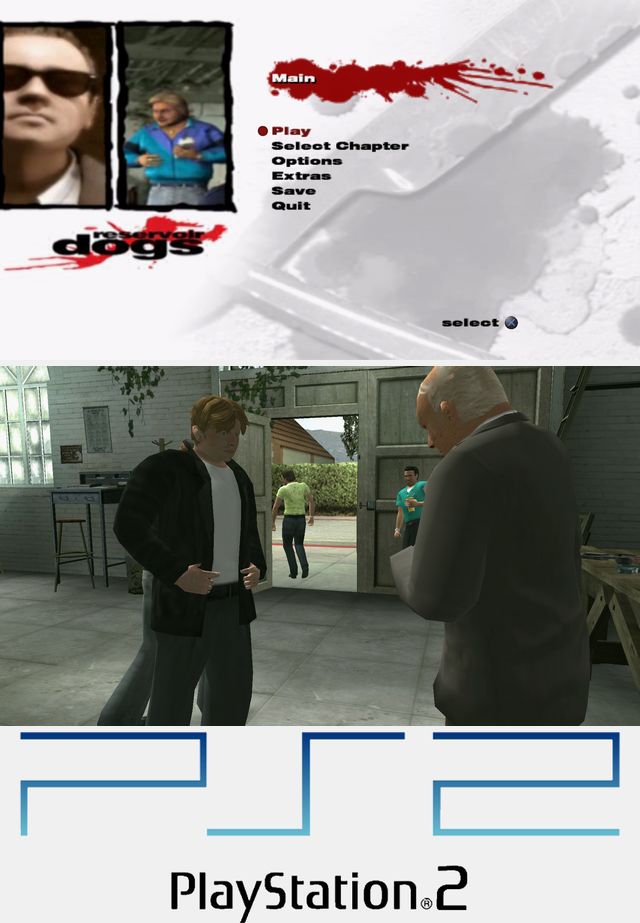 Main
Play
Select Chapter
Options
Extras
Save
Quit
reservoir
dogs
select
PS2
PlayStation®2